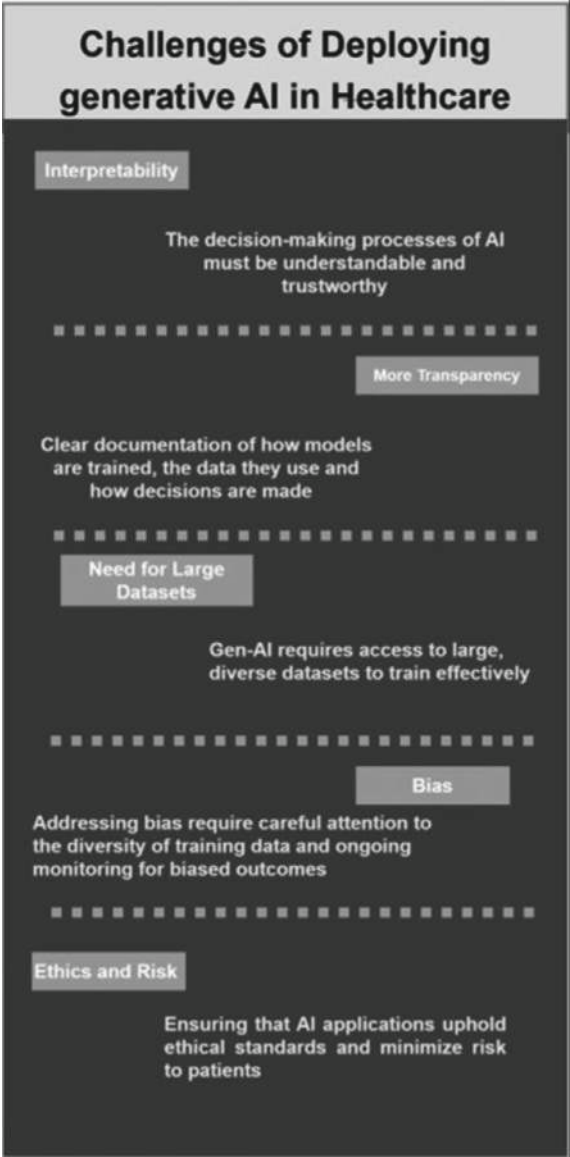 Challenges of Deploying
generative AI in Healthcare
Interpretability
The decision-making processes of AI
must be understandable and
trustworthy
More Transparency
Clear documentation of how models
are trained, the data they use and
how decisions are made
Need for Large
Datasets
Gen-AI requires access to large,
diverse datasets to train effectively
Bias
Addressing bias require careful attention to
the diversity of training data and ongoing
monitoring for biased outcomes
Ethics and Risk
Ensuring that AI applications uphold
ethical standards and minimize risk
to patients